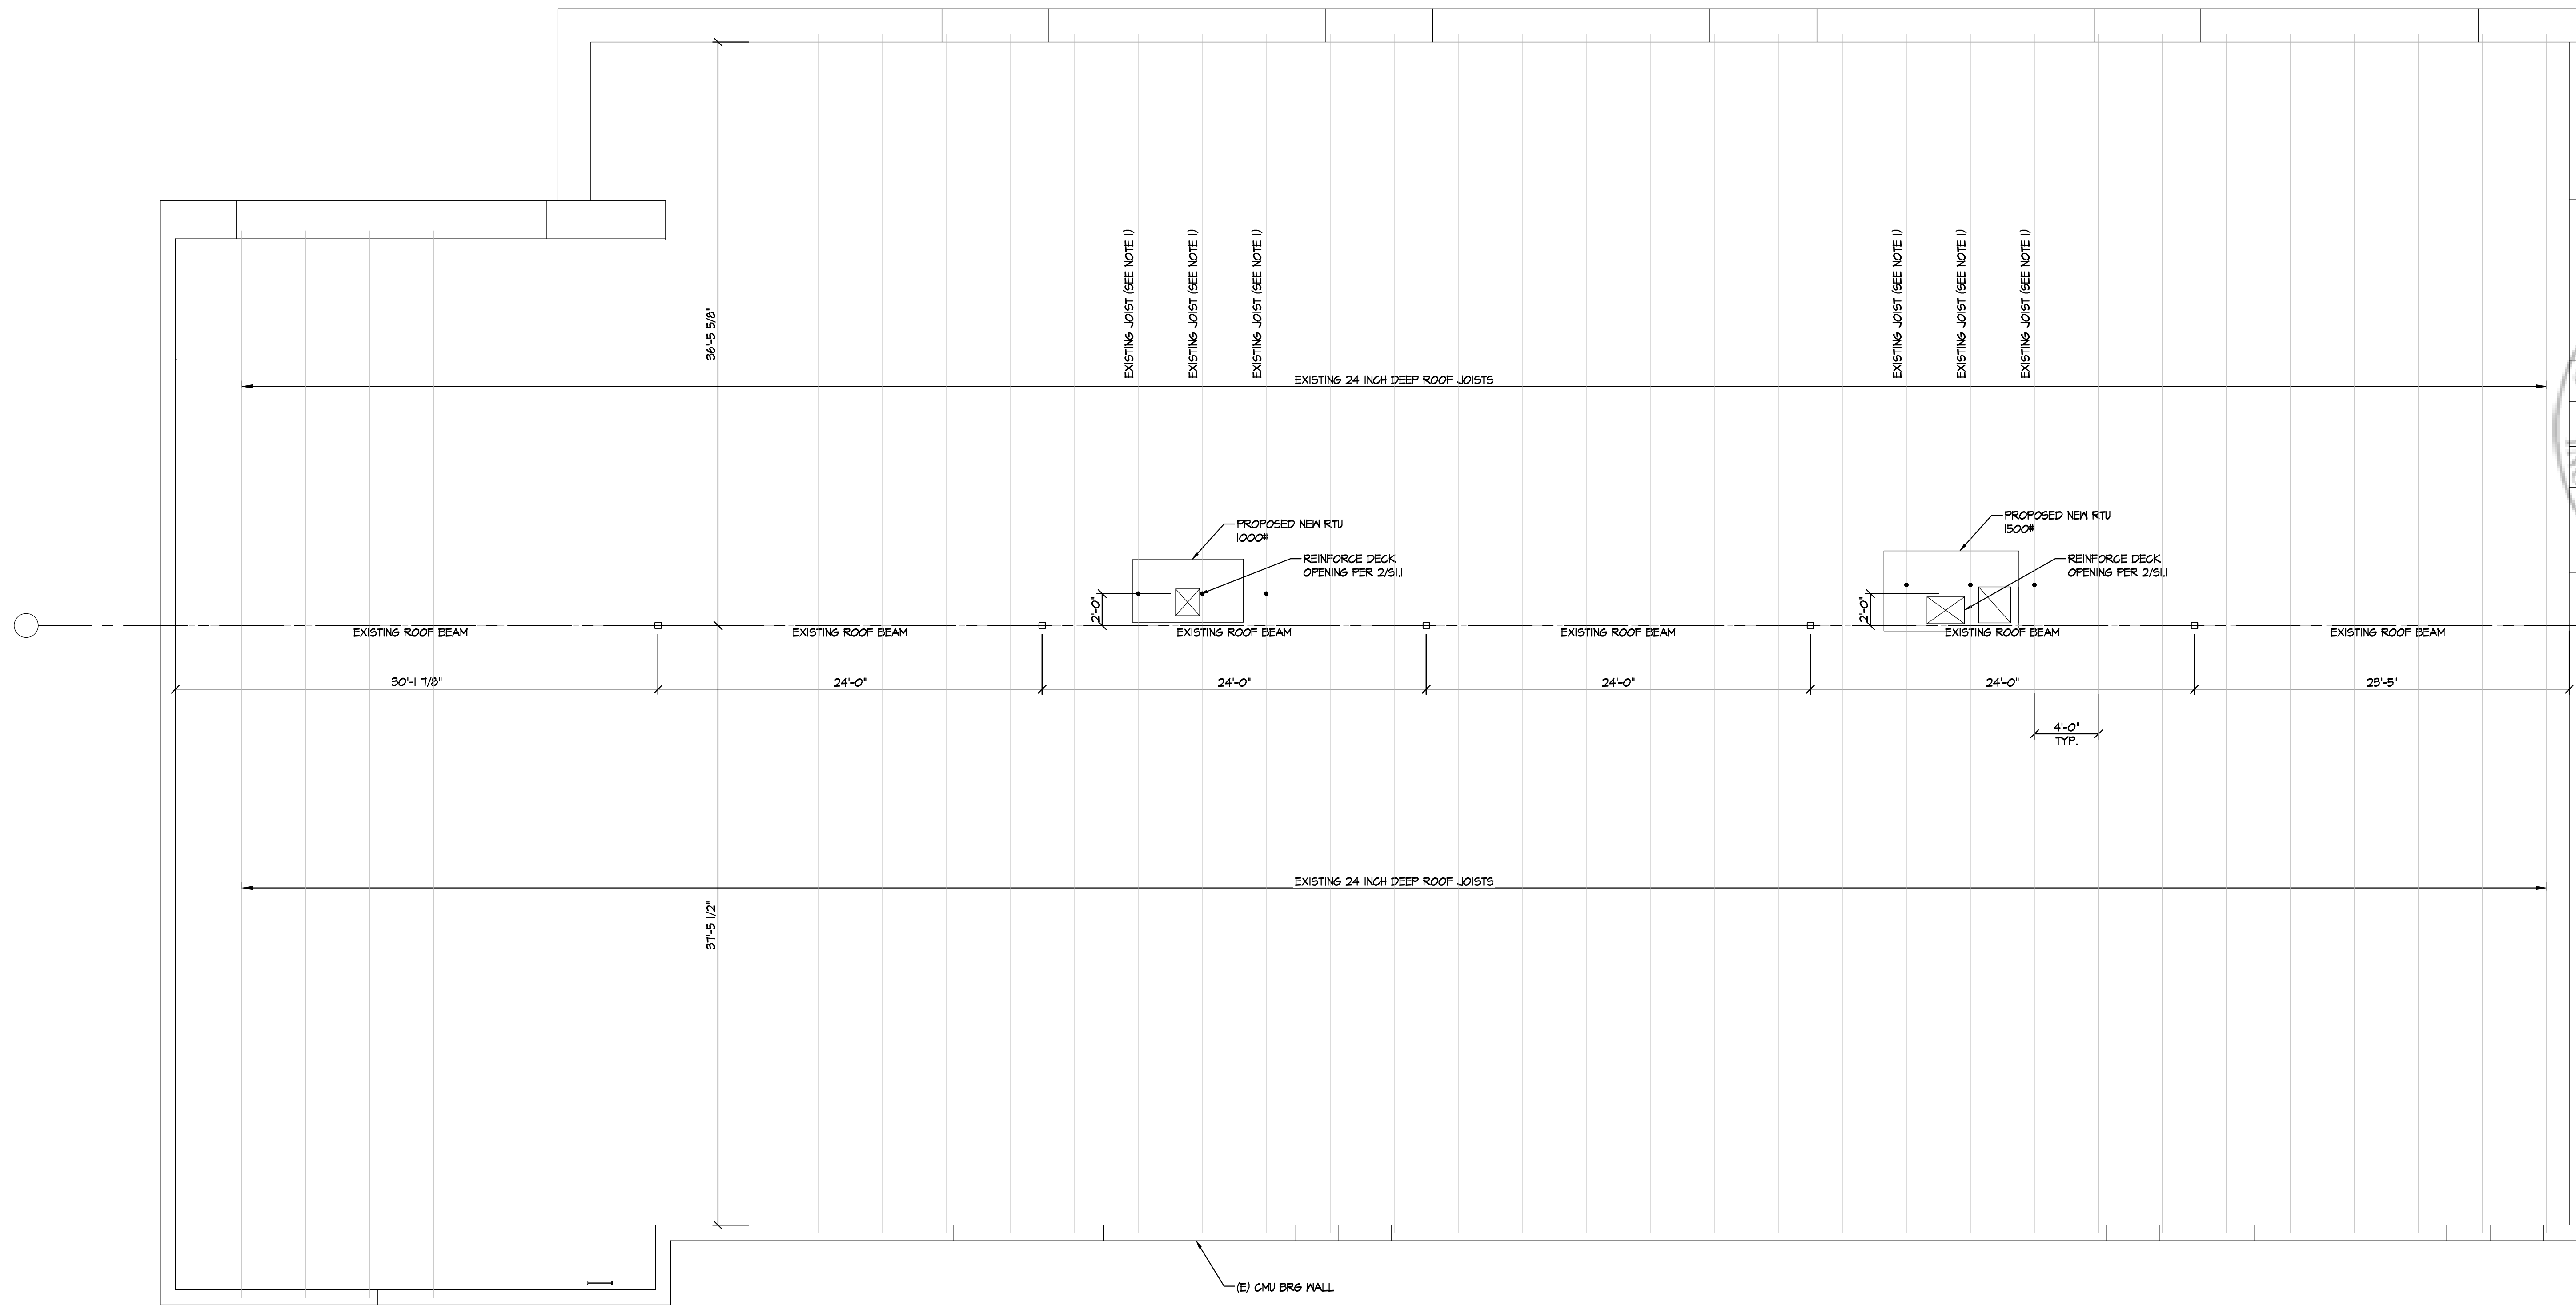 EXISTING JOIST (SEE NOTE 1)
EXISTING JOIST (SEE NOTE 1)
EXISTING JOIST (SEE NOTE 1)
EXISTING JOIST (SEE NOTE 1)
EXISTING JOIST (SEE NOTE 1)
EXISTING JOIST (SEE NOTE 1)
36'-5 5/8"
EXISTING 24 INCH DEEP ROOF JOISTS
PROPOSED NEW RTU
1000#
REINFORCE DECK
OPENING PER 2/S1.1
2'-0"
PROPOSED NEW RTU
1500#
REINFORCE DECK
OPENING PER 2/S1.1
2'-0"
EXISTING ROOF BEAM
EXISTING ROOF BEAM
EXISTING ROOF BEAM
EXISTING ROOF BEAM
EXISTING ROOF BEAM
EXISTING ROOF BEAM
30'-1 7/8"
24'-0"
24'-0"
24'-0"
24'-0"
23'-5"
4'-0"
TYP.
EXISTING 24 INCH DEEP ROOF JOISTS
37'-5 1/2"
(E) CMU BRG WALL